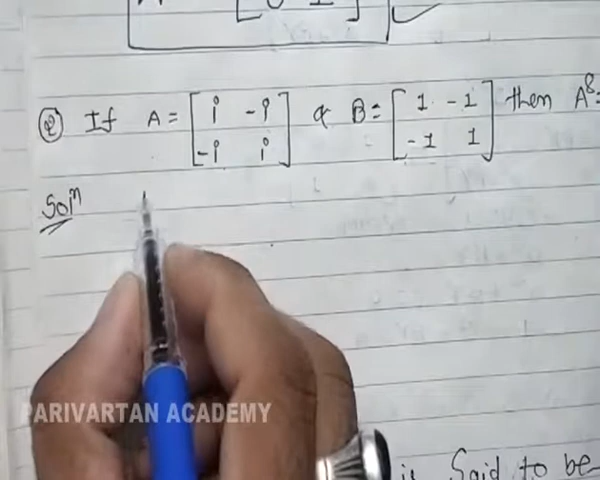 ② If A = [ i -i ] & B = [ 1 -1 ] then A⁸ =
[ -i i ] [ -1 1 ]
Solⁿ
PARIVARTAN ACADEMY
is Said to be